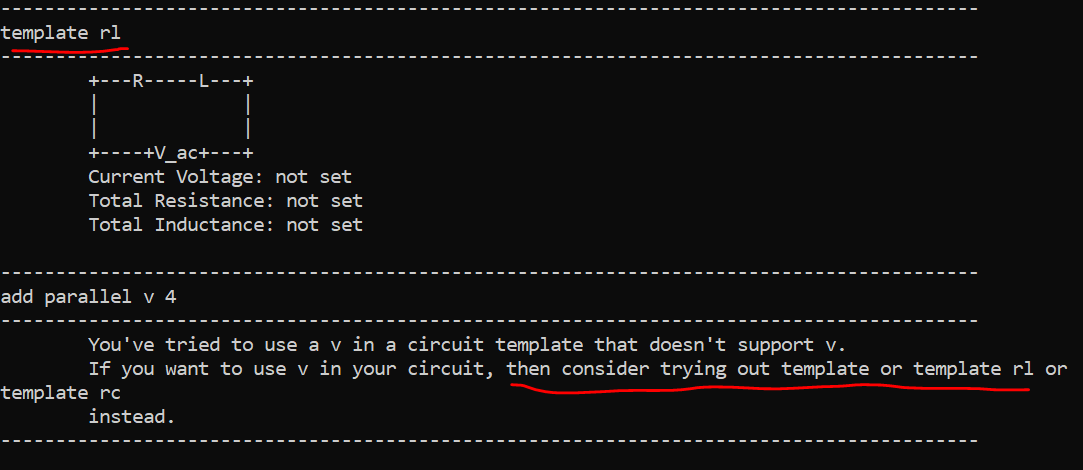 --------------------------------------------------------------------------------
template rl
--------------------------------------------------------------------------------
        +---R-----L---+
        |             |
        |             |
        +-----+V_ac+---+
        Current Voltage: not set
        Total Resistance: not set
        Total Inductance: not set
--------------------------------------------------------------------------------
add parallel v 4
--------------------------------------------------------------------------------
        You've tried to use a v in a circuit template that doesn't support v.
        If you want to use v in your circuit, then consider trying out template or template rl or
template rc
        instead.
--------------------------------------------------------------------------------